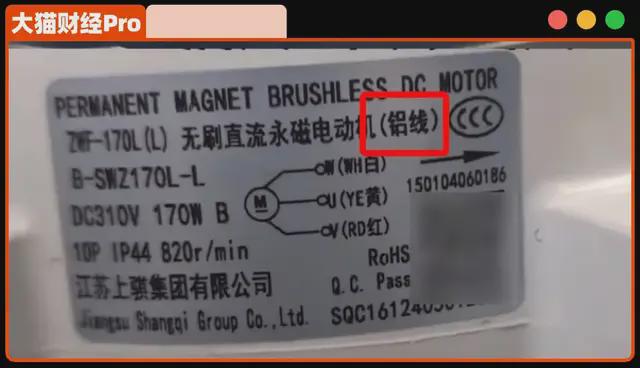 大猫财经Pro
PERMANENT MAGNET BRUSHLESS DC MOTOR
ZWF-170L(L) 无刷直流永磁电动机(铝线)
CCC
B-SWZ170L-L
W(WH白)
DC310V 170W B
M
U(YE黄)
150104060186
10P IP44 820r/min
V(RD红)
RoHS
江苏上骐集团有限公司
Q.C. Pass
Jiangsu Shangqi Group Co.,Ltd.